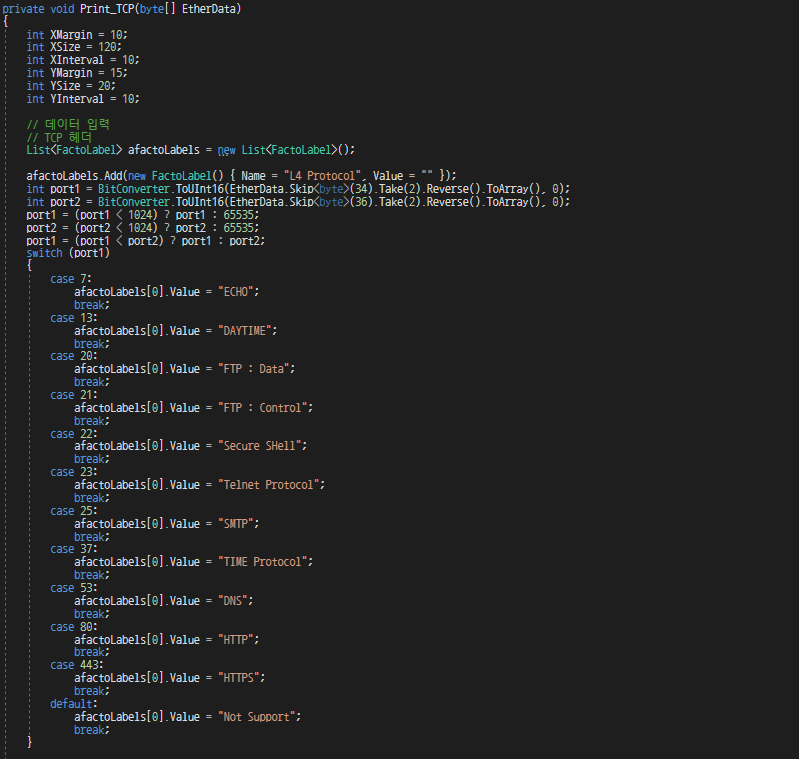 private void Print_TCP(byte[] EtherData)
{
int XMargin = 10;
int XSize = 120;
int XInterval = 10;
int YMargin = 15;
int YSize = 20;
int YInterval = 10;
// 데이터 입력
// TCP 헤더
List<FactoLabel> afactoLabels = new List<FactoLabel>();
afactoLabels.Add(new FactoLabel() { Name = "L4 Protocol", Value = "" });
int port1 = BitConverter.ToUInt16(EtherData.Skip<byte>(34).Take(2).Reverse().ToArray(), 0);
int port2 = BitConverter.ToUInt16(EtherData.Skip<byte>(36).Take(2).Reverse().ToArray(), 0);
port1 = (port1 < 1024) ? port1 : 65535;
port2 = (port2 < 1024) ? port2 : 65535;
port1 = (port1 < port2) ? port1 : port2;
switch (port1)
{
case 7:
afactoLabels[0].Value = "ECHO";
break;
case 13:
afactoLabels[0].Value = "DAYTIME";
break;
case 20:
afactoLabels[0].Value = "FTP : Data";
break;
case 21:
afactoLabels[0].Value = "FTP : Control";
break;
case 22:
afactoLabels[0].Value = "Secure SHell";
break;
case 23:
afactoLabels[0].Value = "Telnet Protocol";
break;
case 25:
afactoLabels[0].Value = "SMTP";
break;
case 37:
afactoLabels[0].Value = "TIME Protocol";
break;
case 53:
afactoLabels[0].Value = "DNS";
break;
case 80:
afactoLabels[0].Value = "HTTP";
break;
case 443:
afactoLabels[0].Value = "HTTPS";
break;
default:
afactoLabels[0].Value = "Not Support";
break;
}